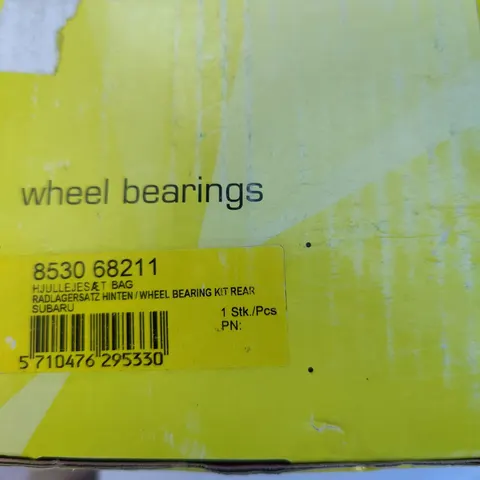 wheel bearings
8530 68211
HJULLEJESÆT BAG
RADLAGERSATZ HINTEN / WHEEL BEARING KIT REAR
SUBARU
1 Stk./Pcs
PN:
5 710476 295330